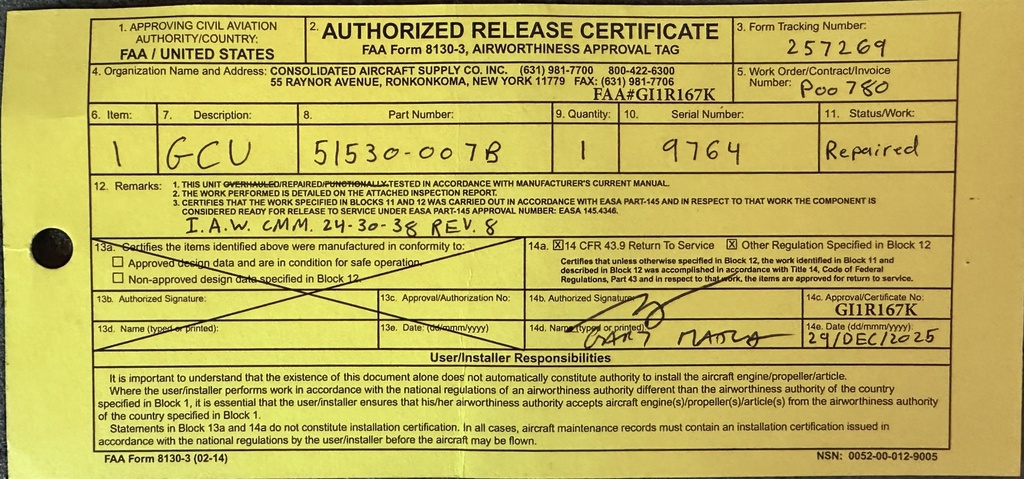 1. APPROVING CIVIL AVIATION
AUTHORITY/COUNTRY:
FAA / UNITED STATES
2. AUTHORIZED RELEASE CERTIFICATE
FAA Form 8130-3, AIRWORTHINESS APPROVAL TAG
3. Form Tracking Number:
257269
4. Organization Name and Address: CONSOLIDATED AIRCRAFT SUPPLY CO. INC. (631) 981-7700 800-422-6300
55 RAYNOR AVENUE, RONKONKOMA, NEW YORK 11779 FAX: (631) 981-7706
FAA#GI1R167K
5. Work Order/Contract/Invoice
Number: P00780
6. Item: 7. Description: 8. Part Number: 9. Quantity: 10. Serial Number: 11. Status/Work:
1 GCU 51530-007B 1 9764 Repaired
12. Remarks: 1. THIS UNIT OVERHAULED/REPAIRED/FUNCTIONALLY TESTED IN ACCORDANCE WITH MANUFACTURER'S CURRENT MANUAL.
2. THE WORK PERFORMED IS DETAILED ON THE ATTACHED INSPECTION REPORT.
3. CERTIFIES THAT THE WORK SPECIFIED IN BLOCKS 11 AND 12 WAS CARRIED OUT IN ACCORDANCE WITH EASA PART-145 AND IN RESPECT TO THAT WORK THE COMPONENT IS
CONSIDERED READY FOR RELEASE TO SERVICE UNDER EASA PART-145 APPROVAL NUMBER: EASA 145.4346.
I.A.W. CMM. 24-30-38 REV. 8
13a. Certifies the items identified above were manufactured in conformity to:
☐ Approved design data and are in condition for safe operation.
☐ Non-approved design data specified in Block 12.
14a. ☒ 14 CFR 43.9 Return To Service ☒ Other Regulation Specified in Block 12
Certifies that unless otherwise specified in Block 12, the work identified in Block 11 and
described in Block 12 was accomplished in accordance with Title 14, Code of Federal
Regulations, Part 43 and in respect to that work, the items are approved for return to service.
13b. Authorized Signature:
13c. Approval/Authorization No:
14b. Authorized Signature:
14c. Approval/Certificate No:
GI1R167K
13d. Name (typed or printed):
13e. Date: (dd/mmm/yyyy)
14d. Name (typed or printed)
GARY
14e. Date (dd/mmm/yyyy):
29/DEC/2025
User/Installer Responsibilities
It is important to understand that the existence of this document alone does not automatically constitute authority to install the aircraft engine/propeller/article.
Where the user/installer performs work in accordance with the national regulations of an airworthiness authority different than the airworthiness authority of the country
specified in Block 1, it is essential that the user/installer ensures that his/her airworthiness authority accepts aircraft engine(s)/propeller(s)/article(s) from the airworthiness authority
of the country specified in Block 1.
Statements in Block 13a and 14a do not constitute installation certification. In all cases, aircraft maintenance records must contain an installation certification issued in
accordance with the national regulations by the user/installer before the aircraft may be flown.
FAA Form 8130-3 (02-14)
NSN: 0052-00-012-9005